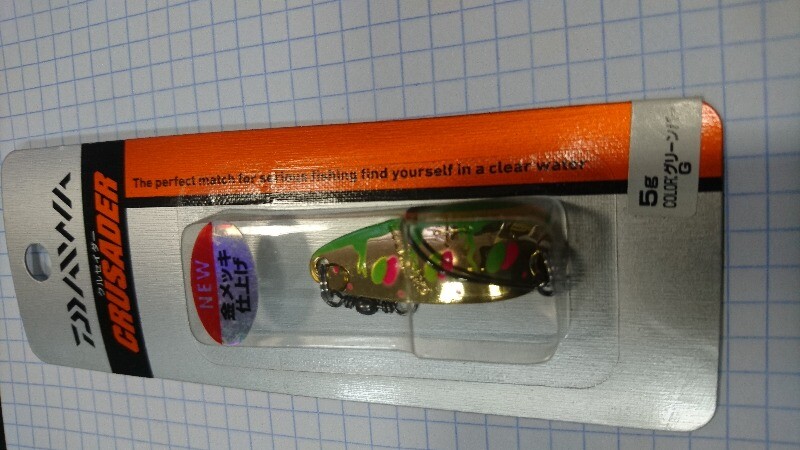 DAIWA
クルセイダー
CRUSADER
The perfect match for serious fishing find yourself in a clear water
NEW
金メッキ
仕上げ
5g
COLOR:グリーン
G